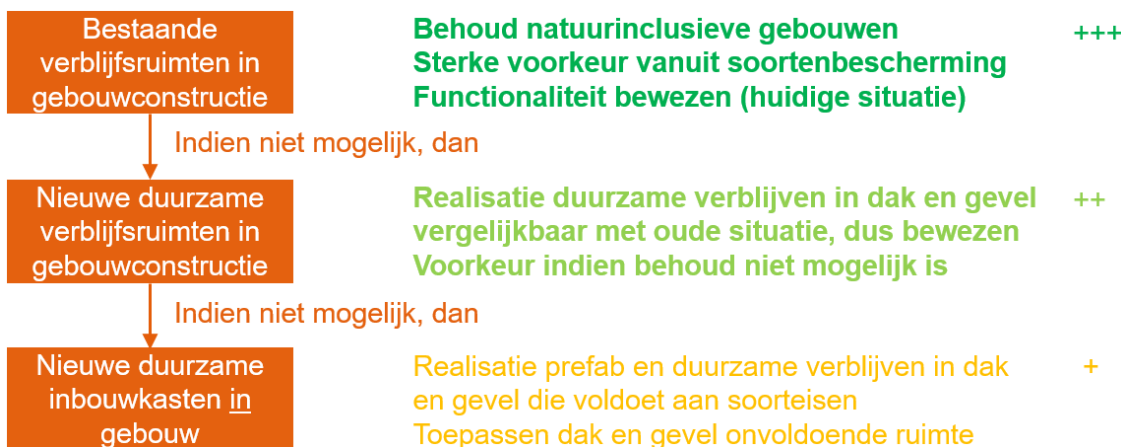 Bestaande
verblijfsruimten in
gebouwconstructie
Behoud natuurinclusieve gebouwen
Sterke voorkeur vanuit soortenbescherming
Functionaliteit bewezen (huidige situatie)
+++
Indien niet mogelijk, dan
Nieuwe duurzame
verblijfsruimten in
gebouwconstructie
Realisatie duurzame verblijven in dak en gevel
vergelijkbaar met oude situatie, dus bewezen
Voorkeur indien behoud niet mogelijk is
++
Indien niet mogelijk, dan
Nieuwe duurzame
inbouwkasten in
gebouw
Realisatie prefab en duurzame verblijven in dak
en gevel die voldoet aan soorteisen
Toepassen dak en gevel onvoldoende ruimte
+